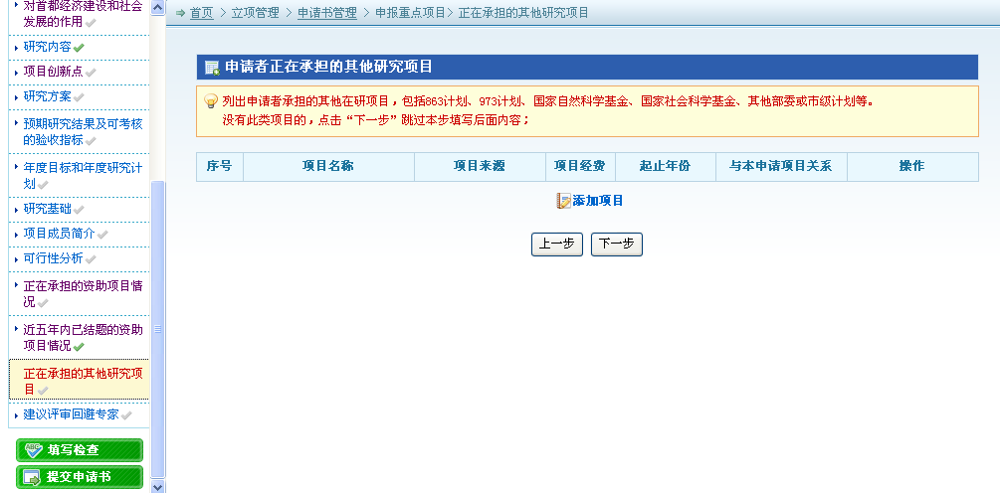 对首都经济建设和社会
发展的作用
研究内容
项目创新点
研究方案
预期研究结果及可考核
的验收指标
年度目标和年度研究计
划
研究基础
项目成员简介
可行性分析
正在承担的资助项目情
况
近五年内已结题的资助
项目情况
正在承担的其他研究项
目
建议评审回避专家
ABC 填写检查
提交申请书
首页 > 立项管理 > 申请书管理 > 申报重点项目> 正在承担的其他研究项目
申请者正在承担的其他研究项目
列出申请者承担的其他在研项目，包括863计划、973计划、国家自然科学基金、国家社会科学基金、其他部委或市级计划等。
没有此类项目的，点击“下一步”跳过本步填写后面内容；
序号 项目名称 项目来源 项目经费 起止年份 与本申请项目关系 操作
添加项目
上一步 下一步